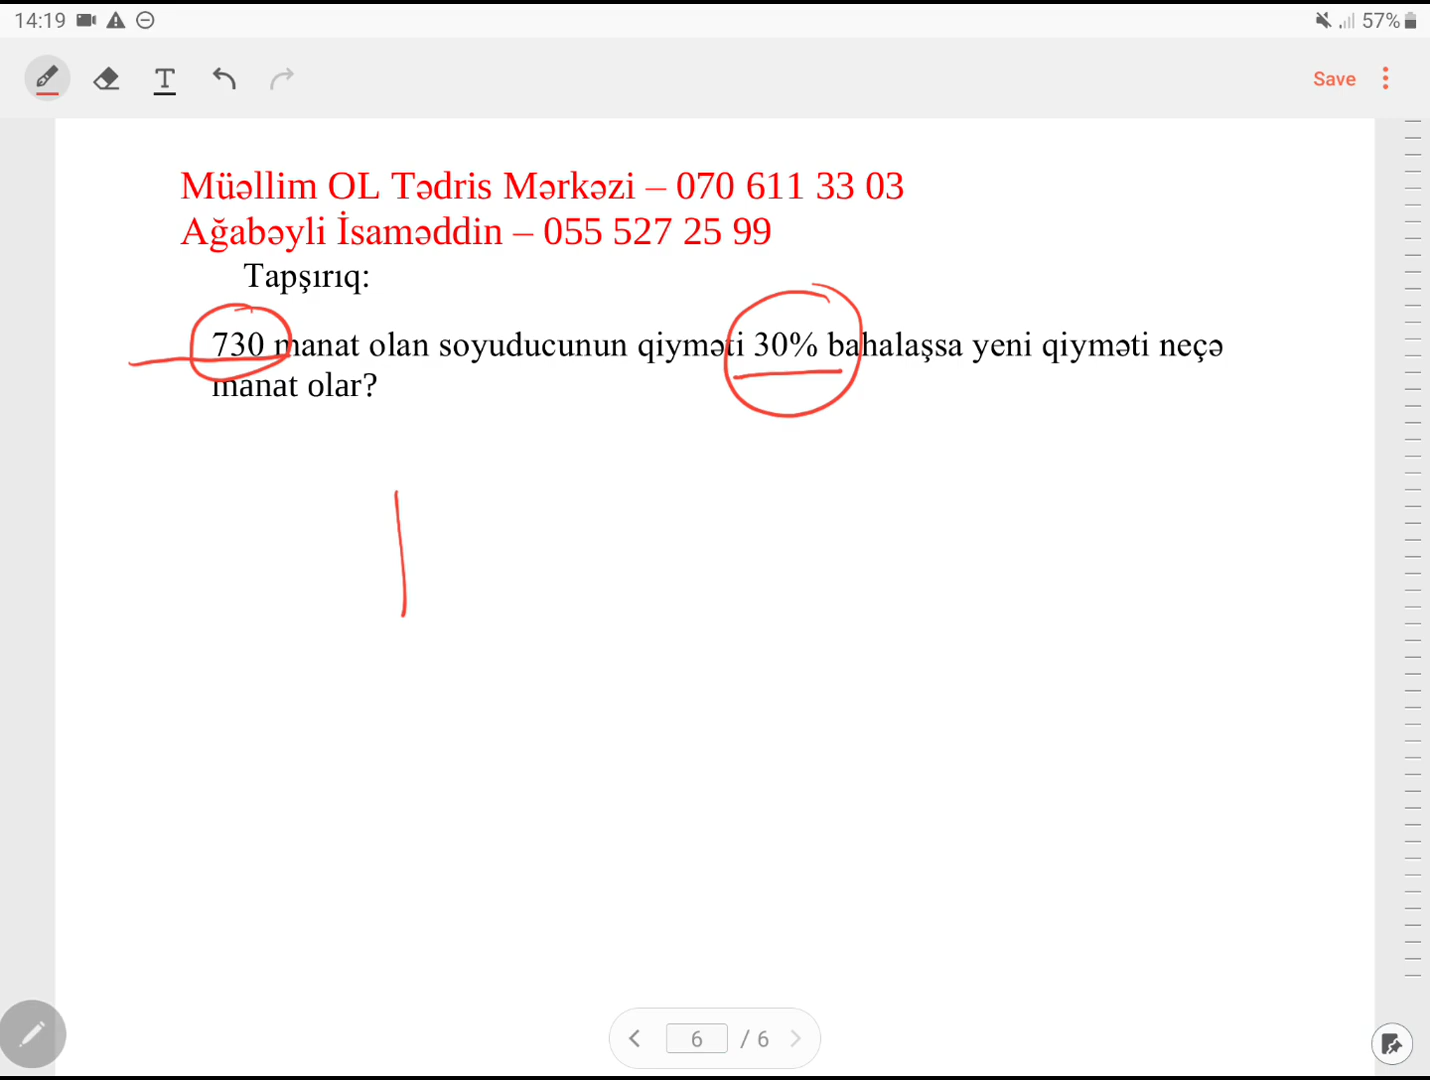 14:19 57%
Save
Müəllim OL Tədris Mərkəzi – 070 611 33 03
Ağabəyli İsaməddin – 055 527 25 99
Tapşırıq:
730 manat olan soyuducunun qiyməti 30% bahalaşsa yeni qiyməti neçə
manat olar?
6 / 6